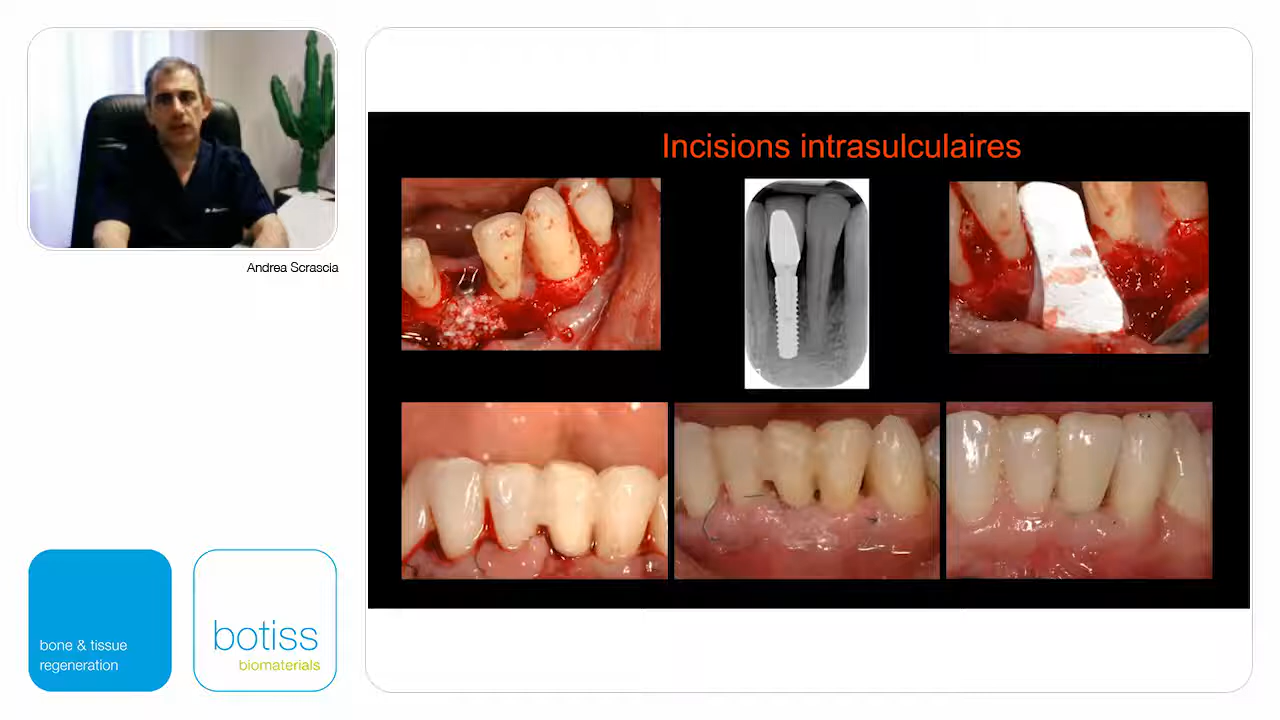 Incisions intrasulculaires
Andrea Scrascia
bone & tissue
regeneration
botiss
biomaterials